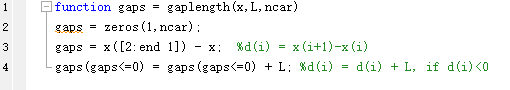 1 function gaps = gaplength(x,L,ncar)
2 gaps = zeros(1,ncar);
3 gaps = x([2:end 1]) - x; %d(i) = x(i+1)-x(i)
4 gaps(gaps<=0) = gaps(gaps<=0) + L; %d(i) = d(i) + L, if d(i)<0